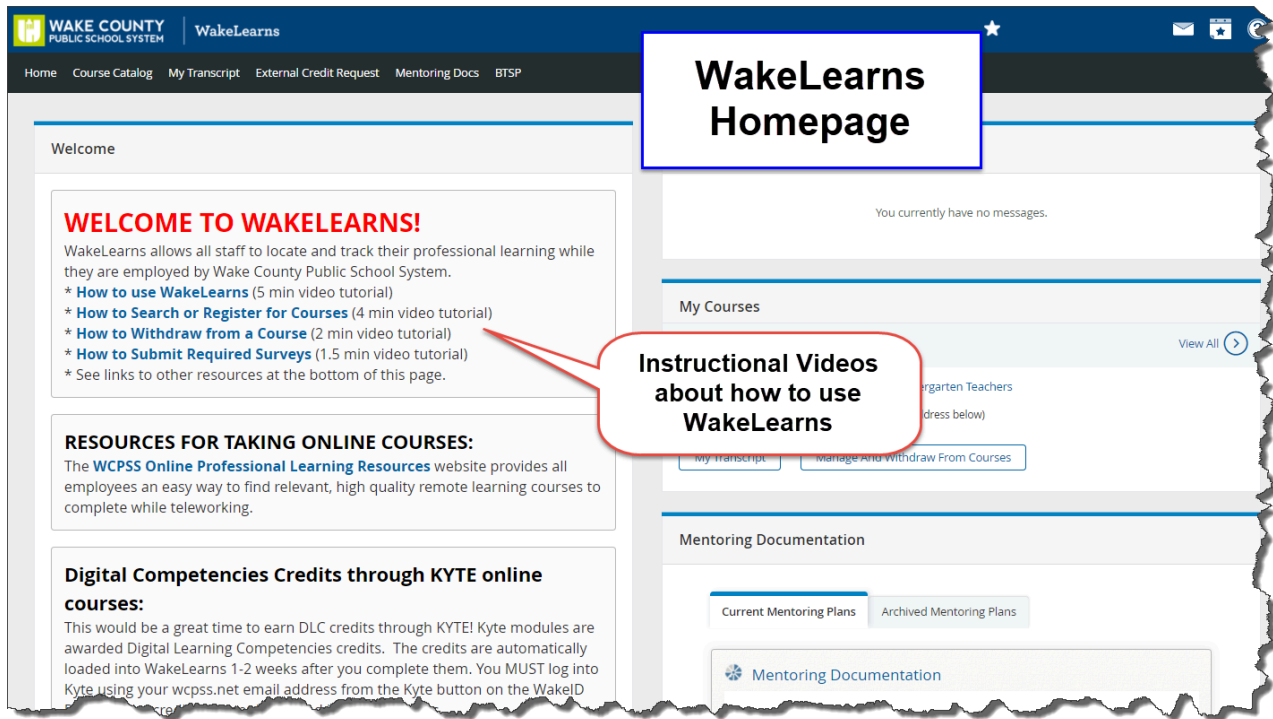 WAKE COUNTY
PUBLIC SCHOOL SYSTEM
WakeLearns
Home Course Catalog My Transcript External Credit Request Mentoring Docs BTSP
WakeLearns
Homepage
Welcome
WELCOME TO WAKELEARNS!
WakeLearns allows all staff to locate and track their professional learning while
they are employed by Wake County Public School System.
* How to use WakeLearns (5 min video tutorial)
* How to Search or Register for Courses (4 min video tutorial)
* How to Withdraw from a Course (2 min video tutorial)
* How to Submit Required Surveys (1.5 min video tutorial)
* See links to other resources at the bottom of this page.
RESOURCES FOR TAKING ONLINE COURSES:
The WCPSS Online Professional Learning Resources website provides all
employees an easy way to find relevant, high quality remote learning courses to
complete while teleworking.
Digital Competencies Credits through KYTE online
courses:
This would be a great time to earn DLC credits through KYTE! Kyte modules are
awarded Digital Learning Competencies credits.  The credits are automatically
loaded into WakeLearns 1-2 weeks after you complete them. You MUST log into
Kyte using your wcpss.net email address from the Kyte button on the WakeID
You currently have no messages.
My Courses
View All
Instructional Videos
about how to use
WakeLearns
ergarten Teachers
dress below)
My Transcript
Manage And Withdraw From Courses
Mentoring Documentation
Current Mentoring Plans
Archived Mentoring Plans
Mentoring Documentation